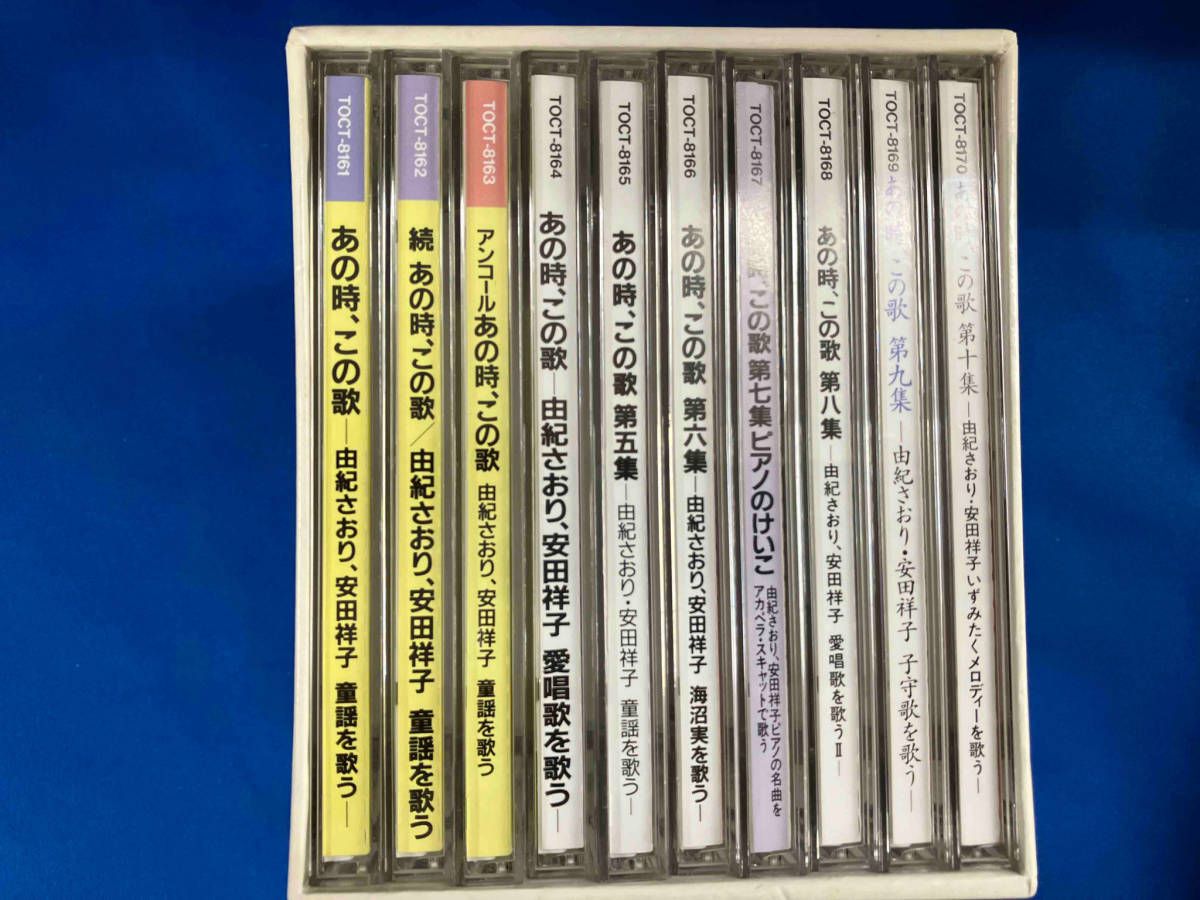 TOCT-8161 あの時、この歌―由紀さおり、安田祥子 童謡を歌う―
TOCT-8162 続 あの時、この歌／由紀さおり、安田祥子 童謡を歌う
TOCT-8163 アンコールあの時、この歌 由紀さおり、安田祥子 童謡を歌う
TOCT-8164 あの時、この歌―由紀さおり、安田祥子 愛唱歌を歌う―
TOCT-8165 あの時、この歌 第五集―由紀さおり・安田祥子 童謡を歌う―
TOCT-8166 あの時、この歌 第六集―由紀さおり、安田祥子 海沼実を歌う―
TOCT-8167 時、この歌 第七集 ピアノのけいこ
由紀さおり、安田祥子ピアノの名曲を
アカペラ・スキャットで歌う
TOCT-8168 あの時、この歌 第八集―由紀さおり、安田祥子 愛唱歌を歌うⅡ―
TOCT-8169 あの時、この歌 第九集―由紀さおり・安田祥子 子守歌を歌う―
TOCT-8170 あの時、この歌 第十集―由紀さおり・安田祥子いずみたくメロディーを歌う―